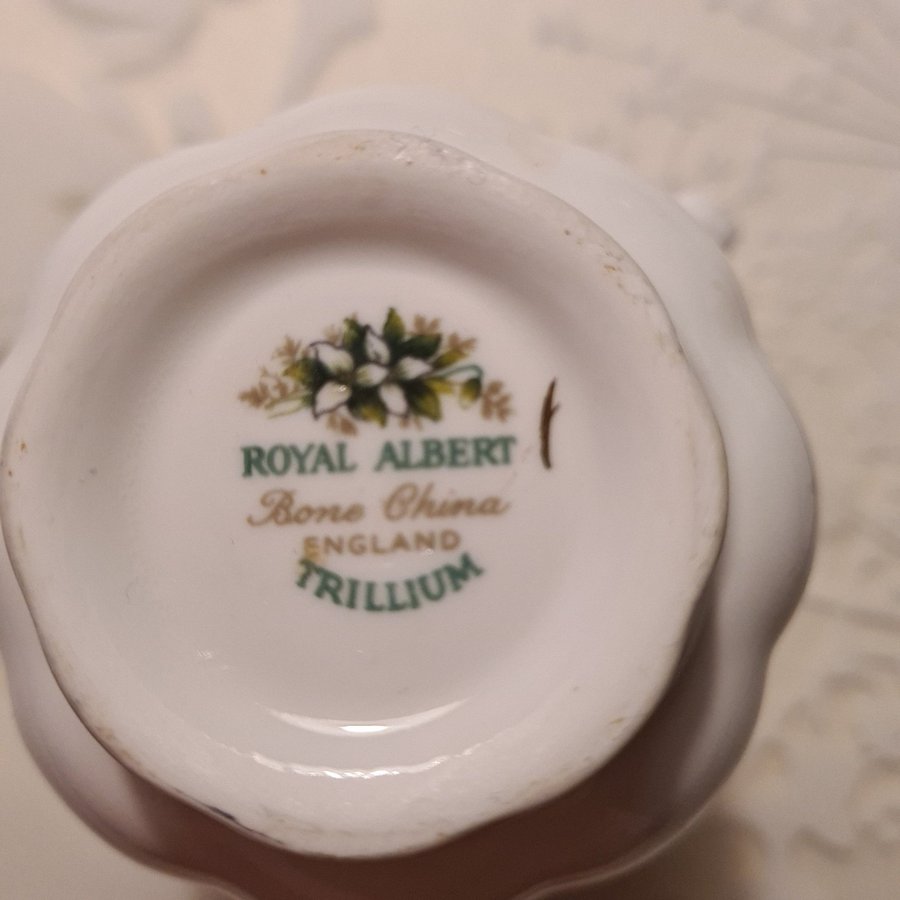 ROYAL ALBERT
Bone China
ENGLAND
TRILLIUM